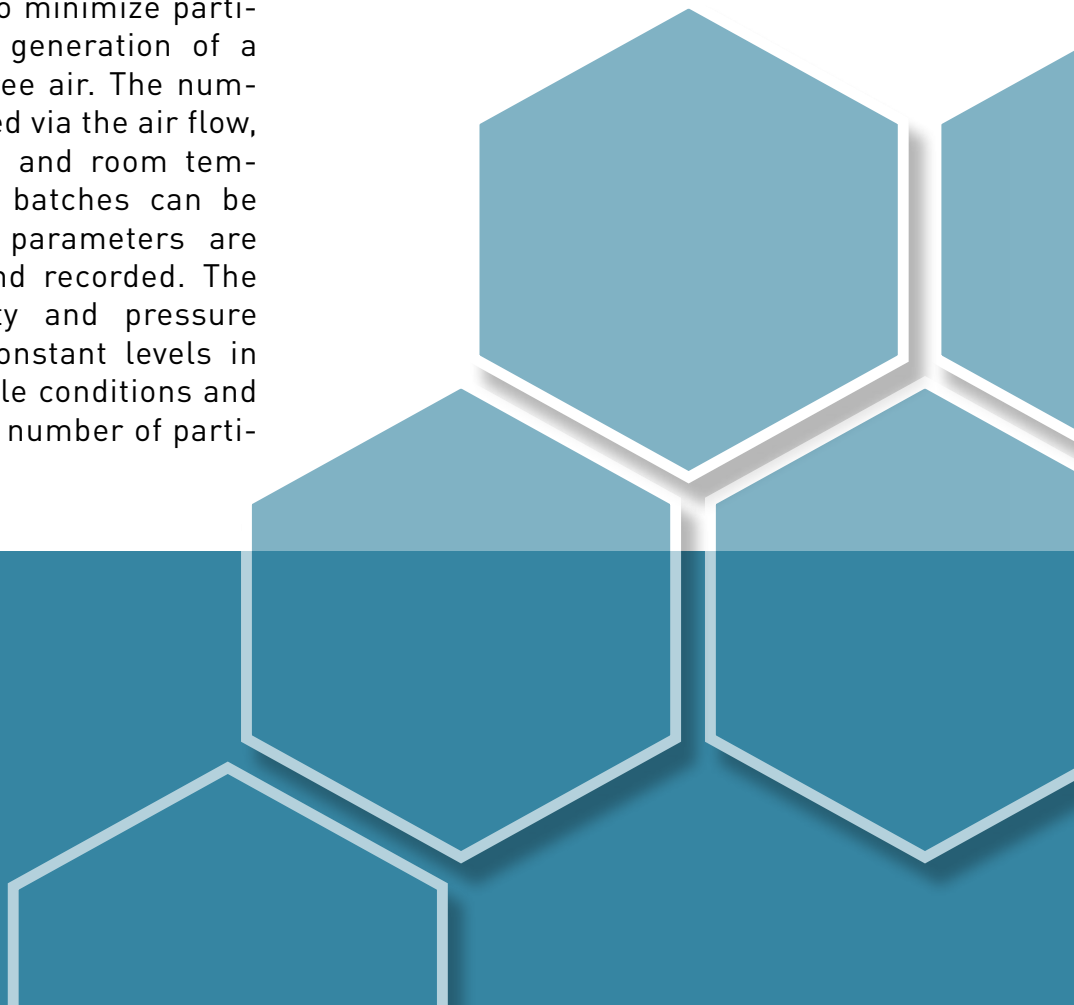 o minimize parti-
generation of a
ee air. The num-
ed via the air flow,
and room tem-
batches can be
parameters are
nd recorded. The
ty and pressure
onstant levels in
le conditions and
number of parti-